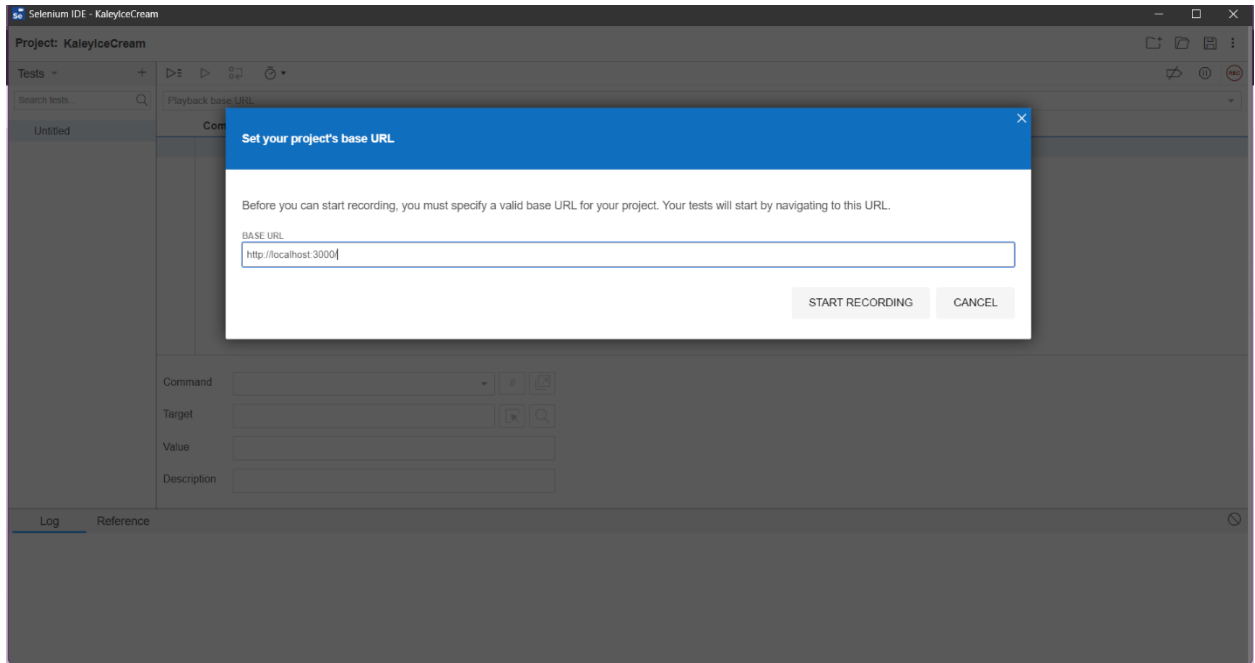 Selenium IDE - KaleyIceCream
Project: KaleyIceCream
Tests
Search tests...
Playback base URL
REC
Untitled
Com
Set your project's base URL
Before you can start recording, you must specify a valid base URL for your project. Your tests will start by navigating to this URL.
BASE URL
http://localhost:3000/
START RECORDING CANCEL
Command
//
Target
Value
Description
Log Reference